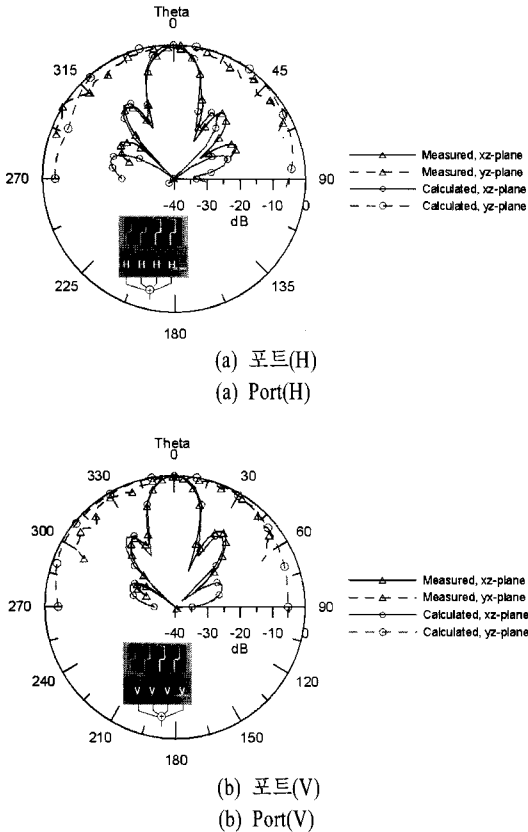 Theta
0
315
45
270
90
-40 -30 -20 -10 0
dB
225
135
180
H H H H
Measured, xz-plane
Measured, yz-plane
Calculated, xz-plane
Calculated, yz-plane
(a) 포트(H)
(a) Port(H)
Theta
0
330
30
300
60
270
90
-40 -30 -20 -10 0
dB
240
120
210
150
180
V V V V
Measured, xz-plane
Measured, yx-plane
Calculated, xz-plane
Calculated, yz-plane
(b) 포트(V)
(b) Port(V)